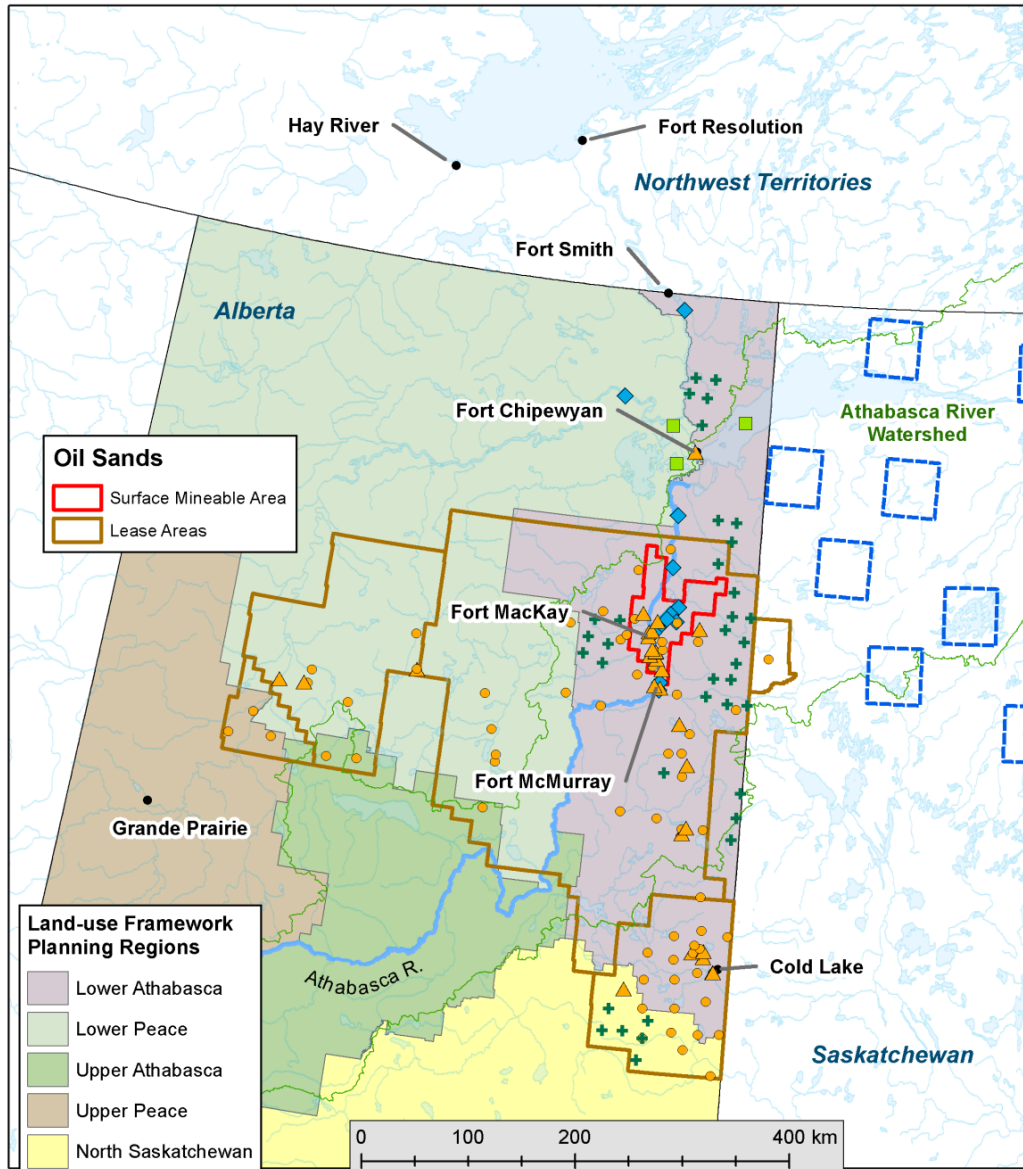 Hay River
Fort Resolution
Northwest Territories
Fort Smith
Alberta
Fort Chipewyan
Athabasca River
Watershed
Oil Sands
Surface Mineable Area
Lease Areas
Fort MacKay
Fort McMurray
Grande Prairie
Land-use Framework
Planning Regions
Lower Athabasca
Lower Peace
Upper Athabasca
Upper Peace
North Saskatchewan
Athabasca R.
Cold Lake
Saskatchewan
0 100 200 400 km